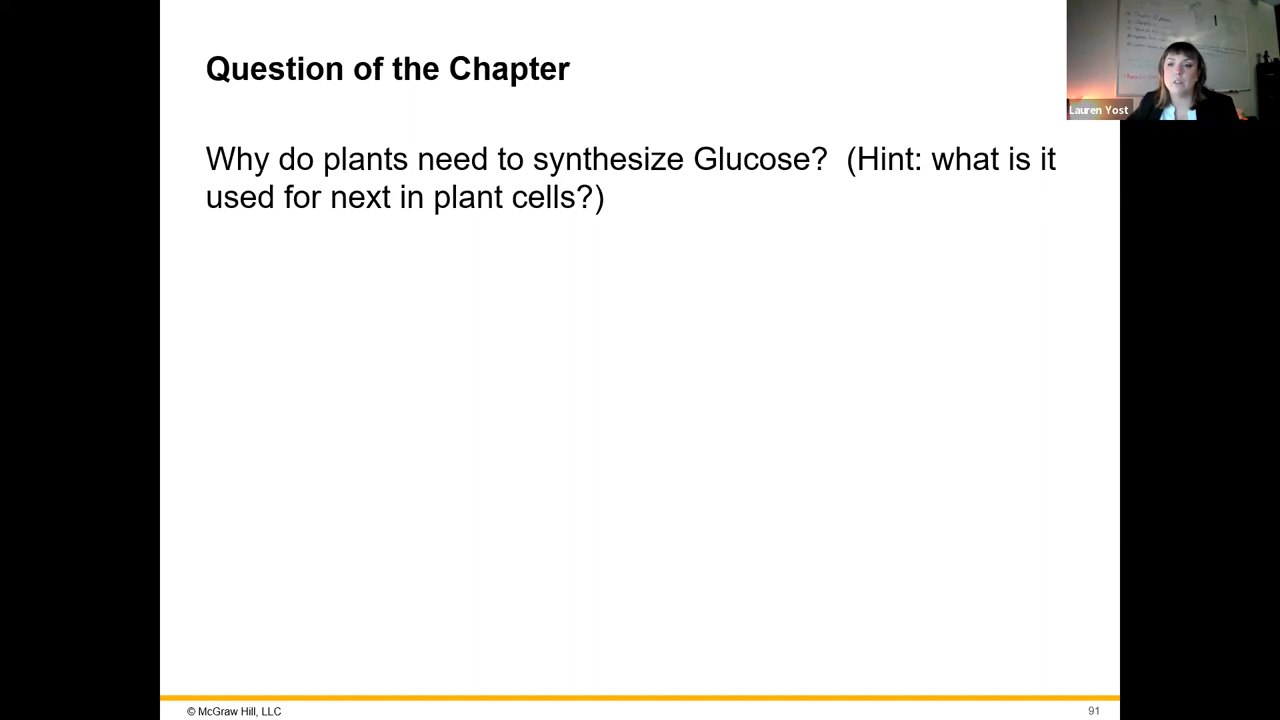 Question of the Chapter
Why do plants need to synthesize Glucose?  (Hint: what is it
used for next in plant cells?)
Lauren Yost
© McGraw Hill, LLC
91